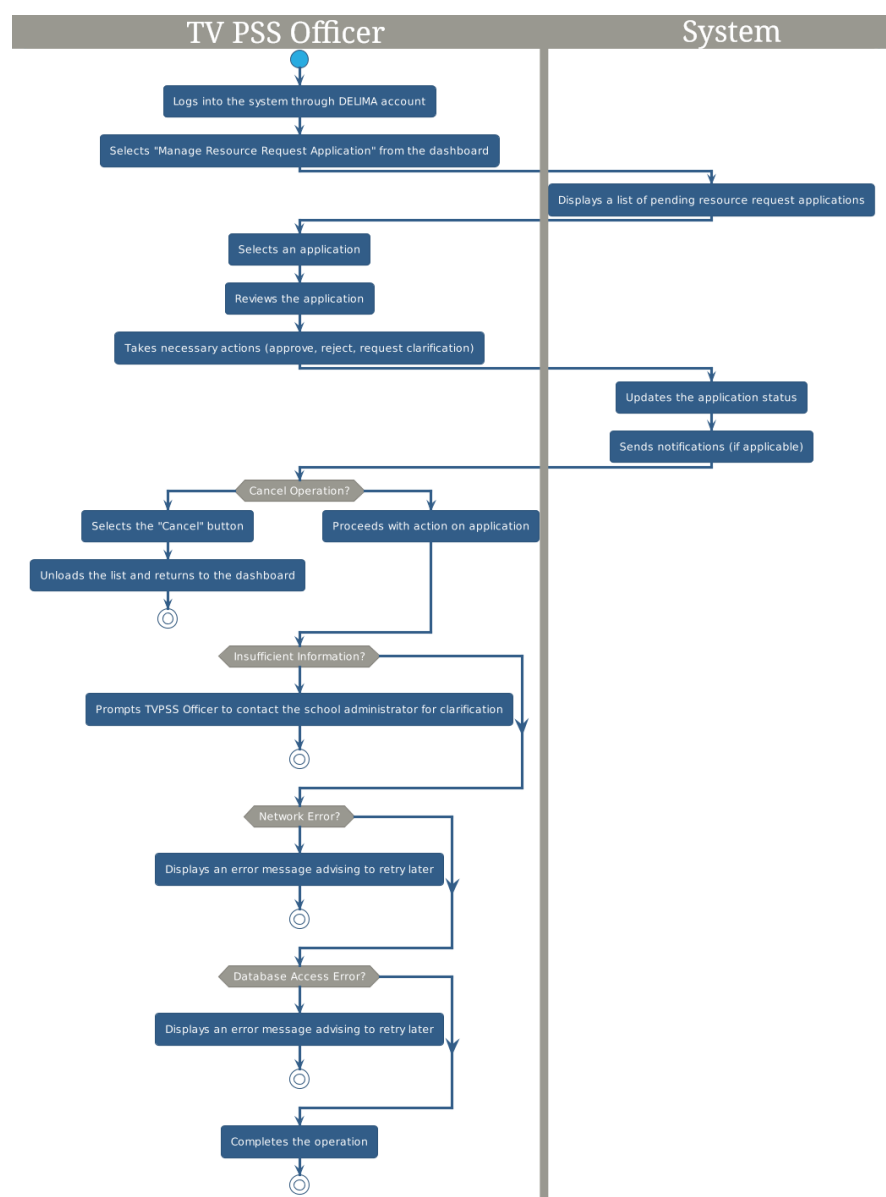 TV PSS Officer
System
Logs into the system through DELIMA account
Selects "Manage Resource Request Application" from the dashboard
Displays a list of pending resource request applications
Selects an application
Reviews the application
Takes necessary actions (approve, reject, request clarification)
Updates the application status
Sends notifications (if applicable)
Cancel Operation?
Selects the "Cancel" button
Proceeds with action on application
Unloads the list and returns to the dashboard
Insufficient Information?
Prompts TVPSS Officer to contact the school administrator for clarification
Network Error?
Displays an error message advising to retry later
Database Access Error?
Displays an error message advising to retry later
Completes the operation